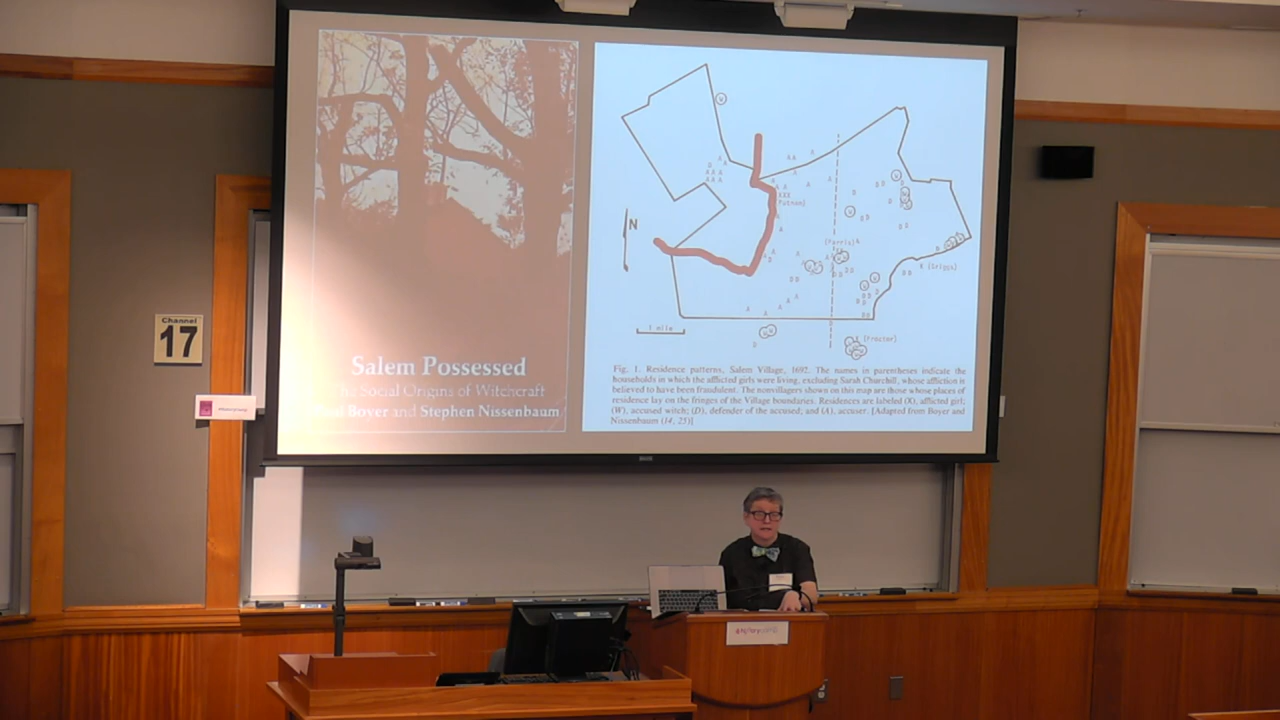 Channel
17
Salem Possessed
The Social Origins of Witchcraft
Paul Boyer and Stephen Nissenbaum
N
1 mile
(Putnam)
(Parris)
(Griggs)
(Proctor)
Fig. 1. Residence patterns, Salem Village, 1692. The names in parentheses indicate the
households in which the afflicted girls were living, excluding Sarah Churchill, whose affliction is
believed to have been fraudulent. The nonvillagers shown on this map are those whose places of
residence lay on the fringes of the Village boundaries. Residences are labeled (X), afflicted girl;
(W), accused witch; (D), defender of the accused; and (A), accuser. [Adapted from Boyer and
Nissenbaum (14, 25)]